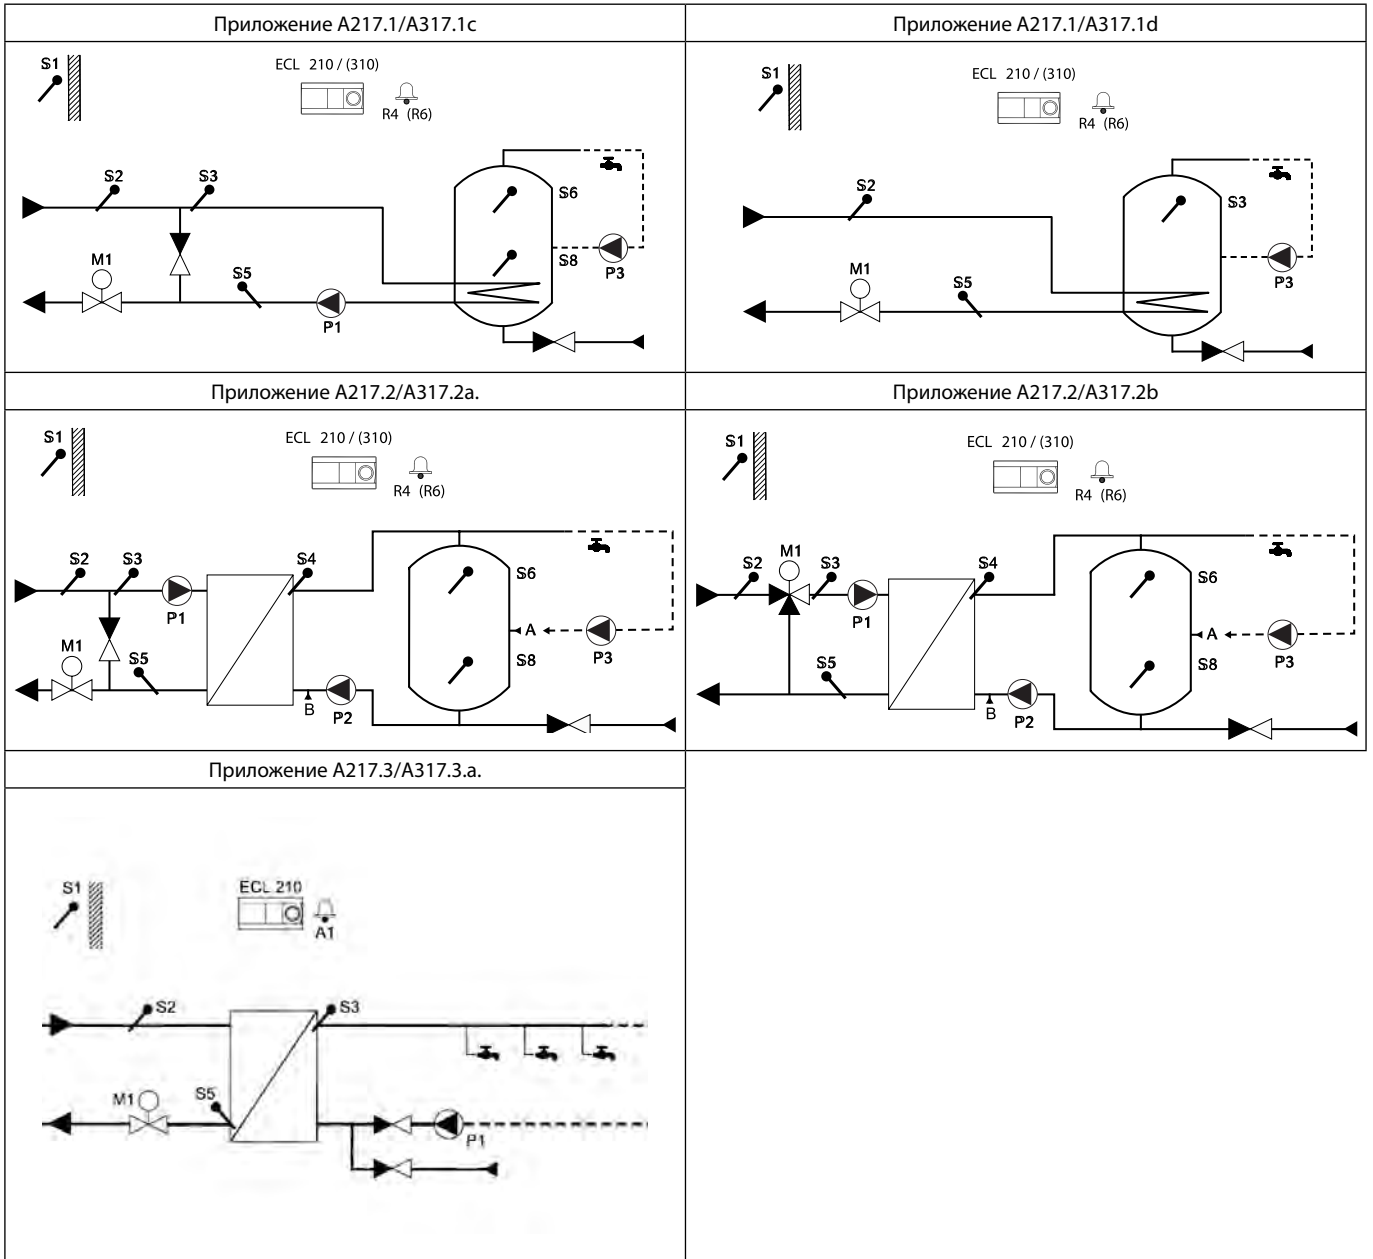 Приложение A217.1/A317.1c
S1
ECL 210 / (310)
R4 (R6)
S2
S3
S6
S8
P3
M1
S5
P1
Приложение A217.1/A317.1d
S1
ECL 210 / (310)
R4 (R6)
S2
S3
M1
S5
P3
Приложение A217.2/A317.2a.
S1
ECL 210 / (310)
R4 (R6)
S2
S3
S4
S6
P1
A
P3
M1
S5
S8
B
P2
Приложение A217.2/A317.2b
S1
ECL 210 / (310)
R4 (R6)
S2
M1
S3
S4
S6
P1
A
P3
S5
S8
B
P2
Приложение A217.3/A317.3.a.
S1
ECL 210
A1
S2
S3
M1
S5
P1